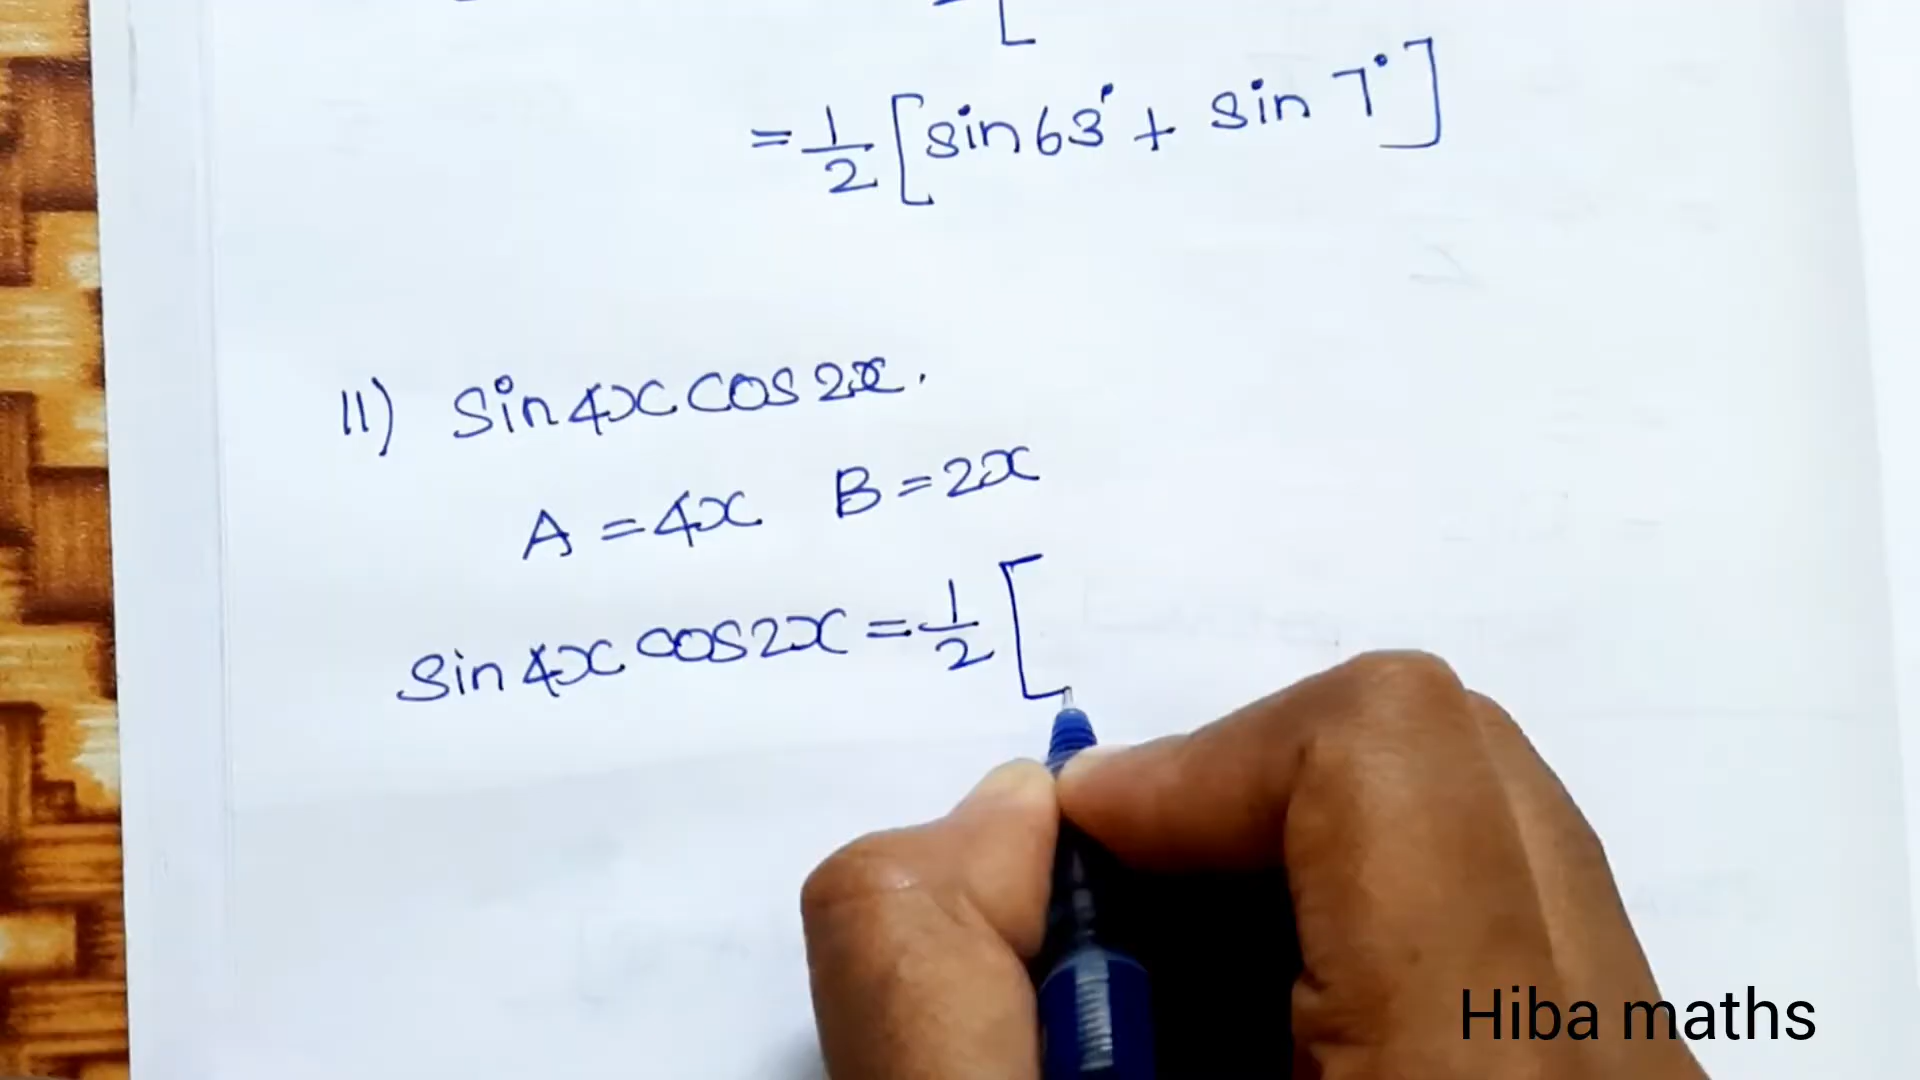 = 1/2 [sin 63° + sin 7°]
11) Sin 4x cos 2x.
A = 4x B = 2x
sin 4x cos 2x = 1/2 [
Hiba maths